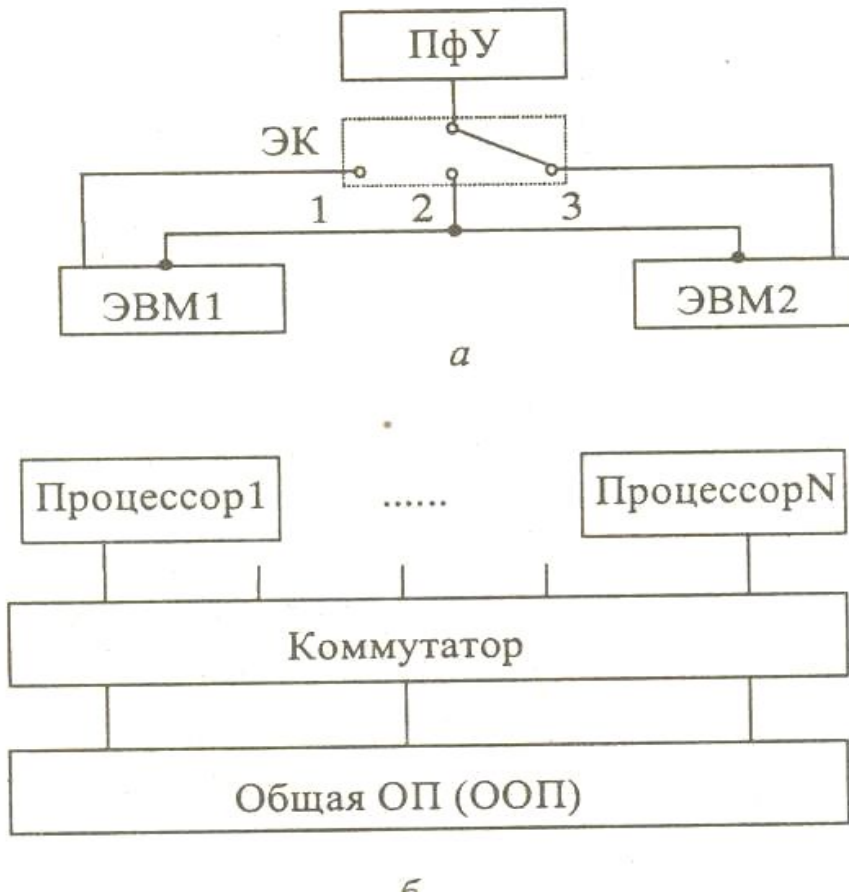 ПфУ
ЭК
1 2 3
ЭВМ1 ЭВМ2
а
Процессор1 ...... ПроцессорN
Коммутатор
Общая ОП (ООП)
б